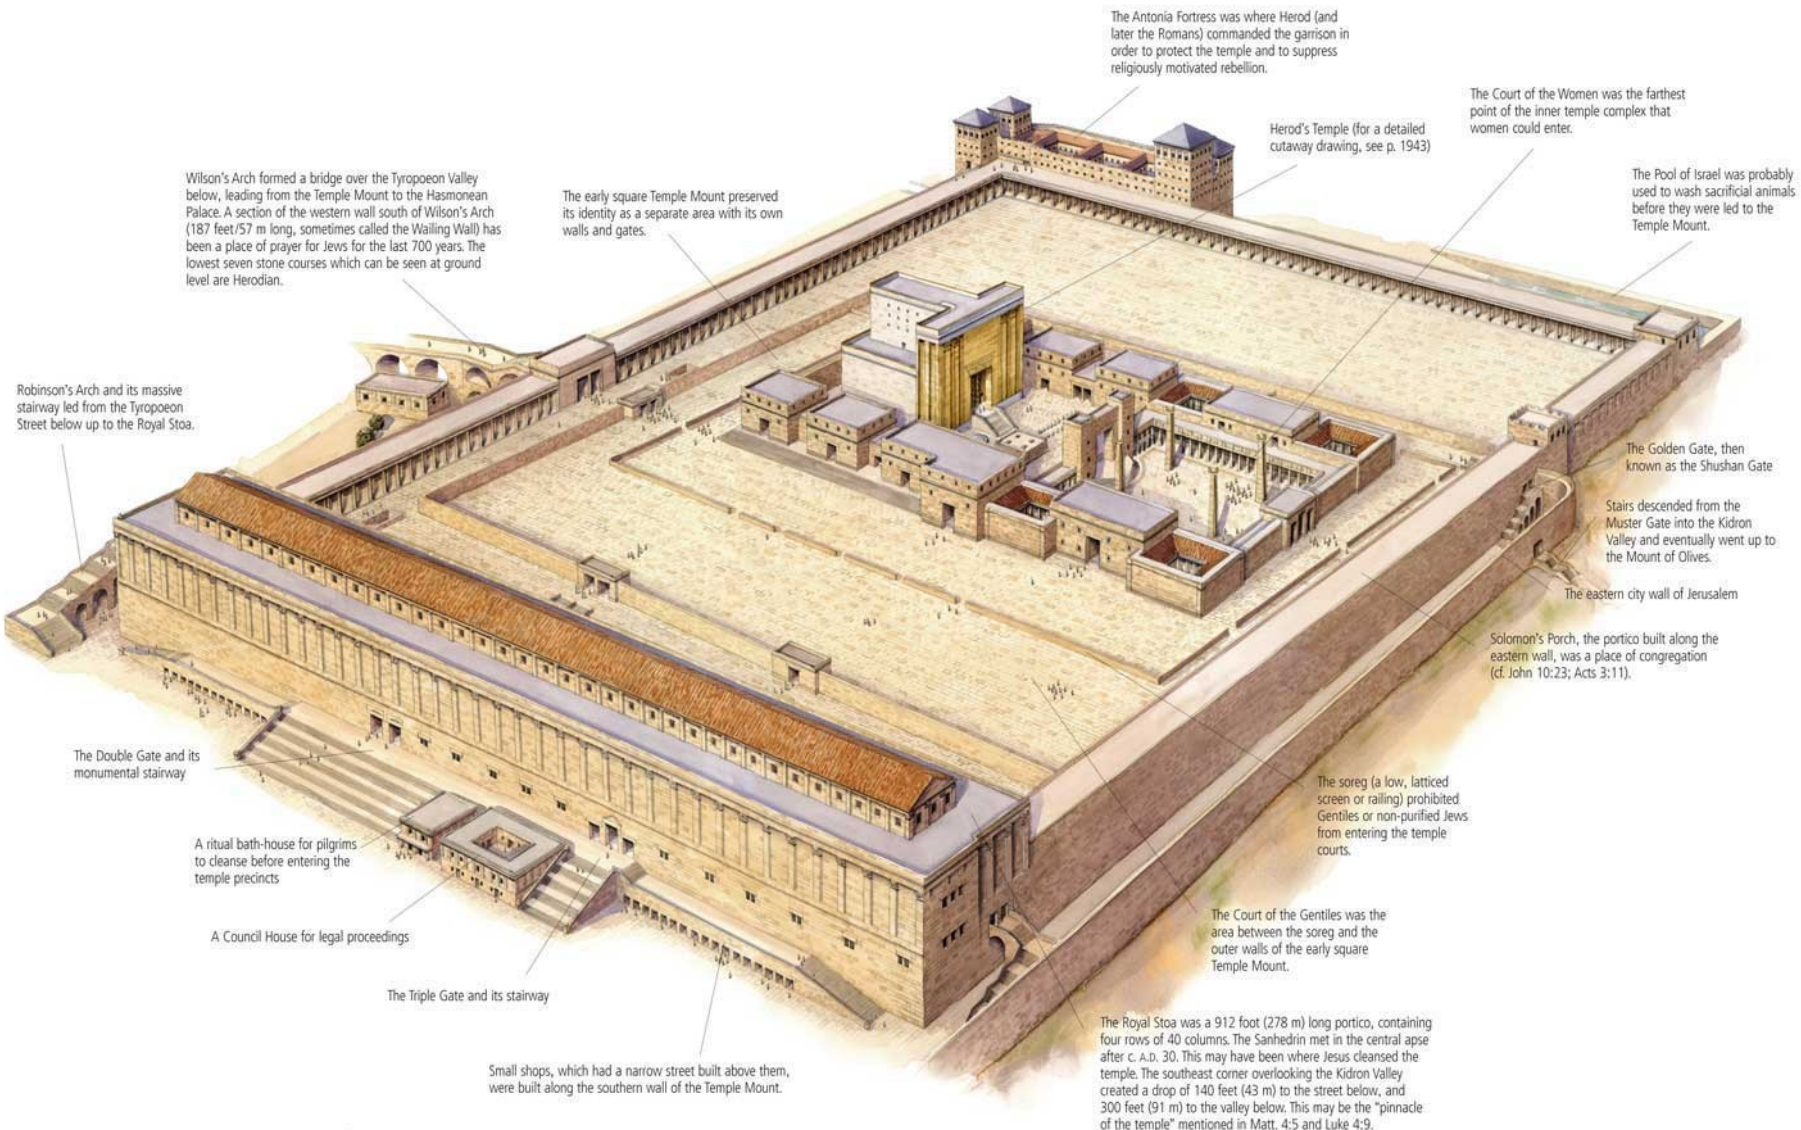 The Antonia Fortress was where Herod (and
later the Romans) commanded the garrison in
order to protect the temple and to suppress
religiously motivated rebellion.
The Court of the Women was the farthest
point of the inner temple complex that
women could enter.
Herod's Temple (for a detailed
cutaway drawing, see p. 1943)
The Pool of Israel was probably
used to wash sacrificial animals
before they were led to the
Temple Mount.
Wilson's Arch formed a bridge over the Tyropoeon Valley
below, leading from the Temple Mount to the Hasmonean
Palace. A section of the western wall south of Wilson's Arch
(187 feet/57 m long, sometimes called the Wailing Wall) has
been a place of prayer for Jews for the last 700 years. The
lowest seven stone courses which can be seen at ground
level are Herodian.
The early square Temple Mount preserved
its identity as a separate area with its own
walls and gates.
Robinson's Arch and its massive
stairway led from the Tyropoeon
Street below up to the Royal Stoa.
The Golden Gate, then
known as the Shushan Gate
Stairs descended from the
Muster Gate into the Kidron
Valley and eventually went up to
the Mount of Olives.
The eastern city wall of Jerusalem
Solomon's Porch, the portico built along the
eastern wall, was a place of congregation
(cf. John 10:23; Acts 3:11).
The Double Gate and its
monumental stairway
The soreg (a low, latticed
screen or railing) prohibited
Gentiles or non-purified Jews
from entering the temple
courts.
A ritual bath-house for pilgrims
to cleanse before entering the
temple precincts
A Council House for legal proceedings
The Court of the Gentiles was the
area between the soreg and the
outer walls of the early square
Temple Mount.
The Triple Gate and its stairway
Small shops, which had a narrow street built above them,
were built along the southern wall of the Temple Mount.
The Royal Stoa was a 912 foot (278 m) long portico, containing
four rows of 40 columns. The Sanhedrin met in the central apse
after c. A.D. 30. This may have been where Jesus cleansed the
temple. The southeast corner overlooking the Kidron Valley
created a drop of 140 feet (43 m) to the street below, and
300 feet (91 m) to the valley below. This may be the "pinnacle
of the temple" mentioned in Matt. 4:5 and Luke 4:9.